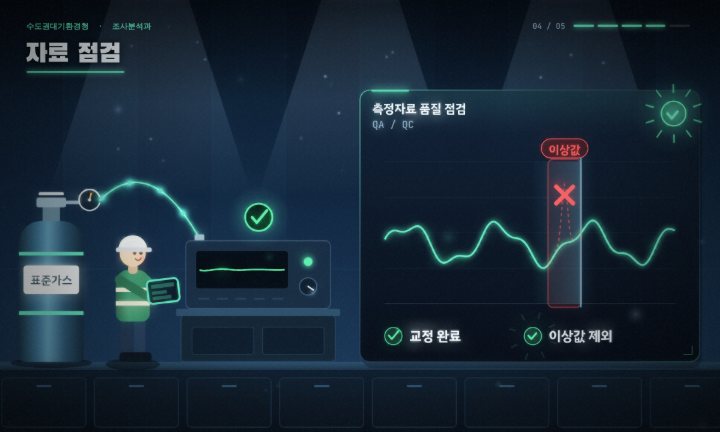 수도권대기환경청 · 조사분석과
04 / 05
자료 점검
측정자료 품질 점검
QA / QC
이상값
표준가스
교정 완료
이상값 제외